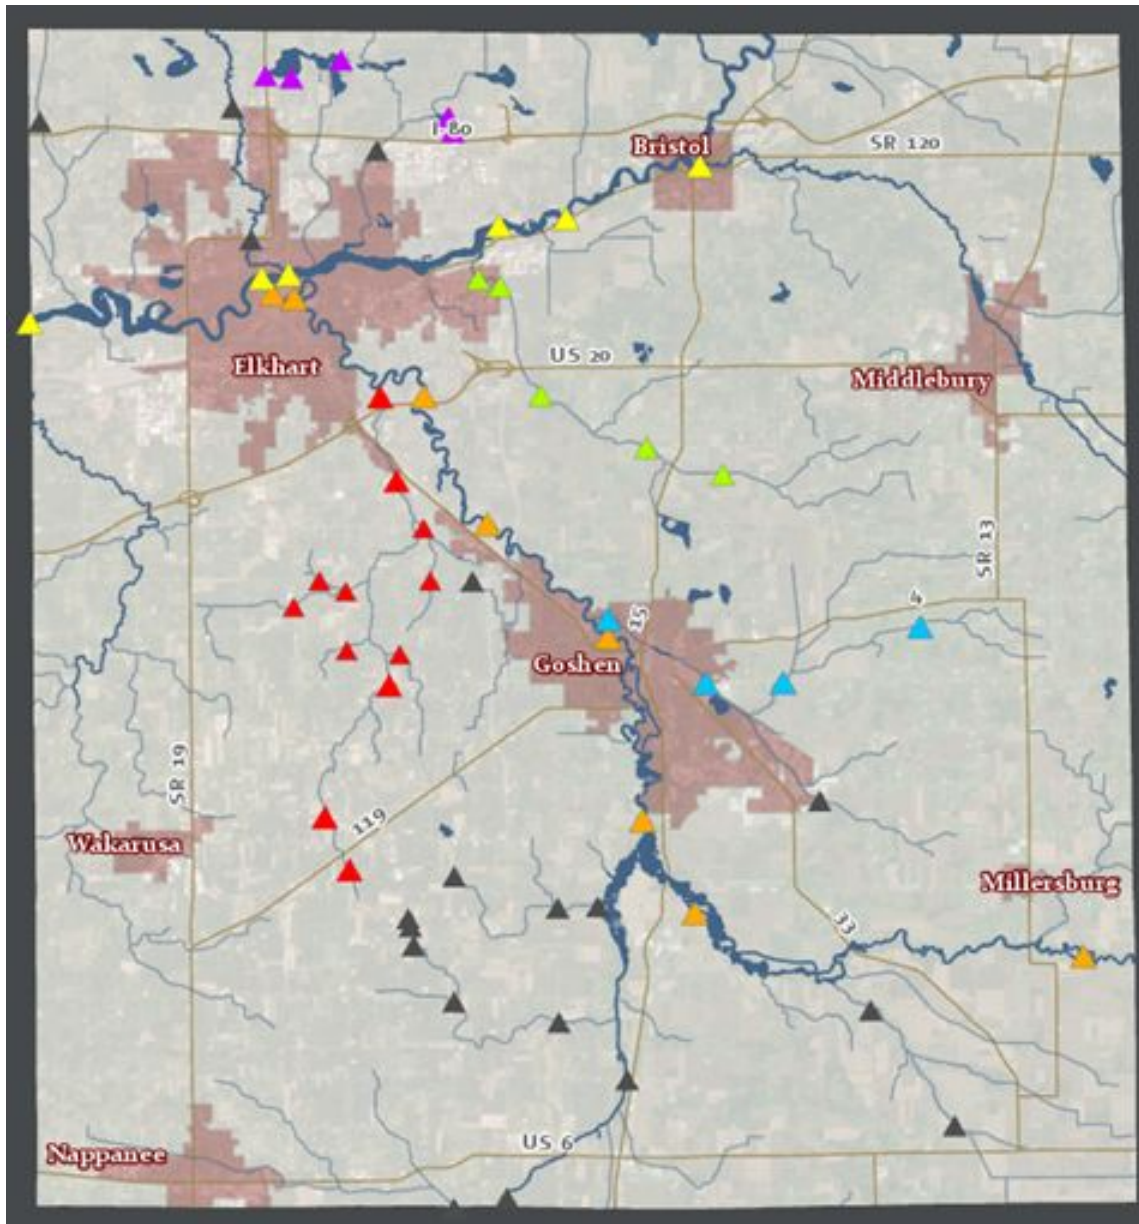 I-80
Bristol
SR 120
US 20
Elkhart
Middlebury
SR 13
4
15
Goshen
SR 19
119
Wakarusa
Millersburg
33
US 6
Nappanee